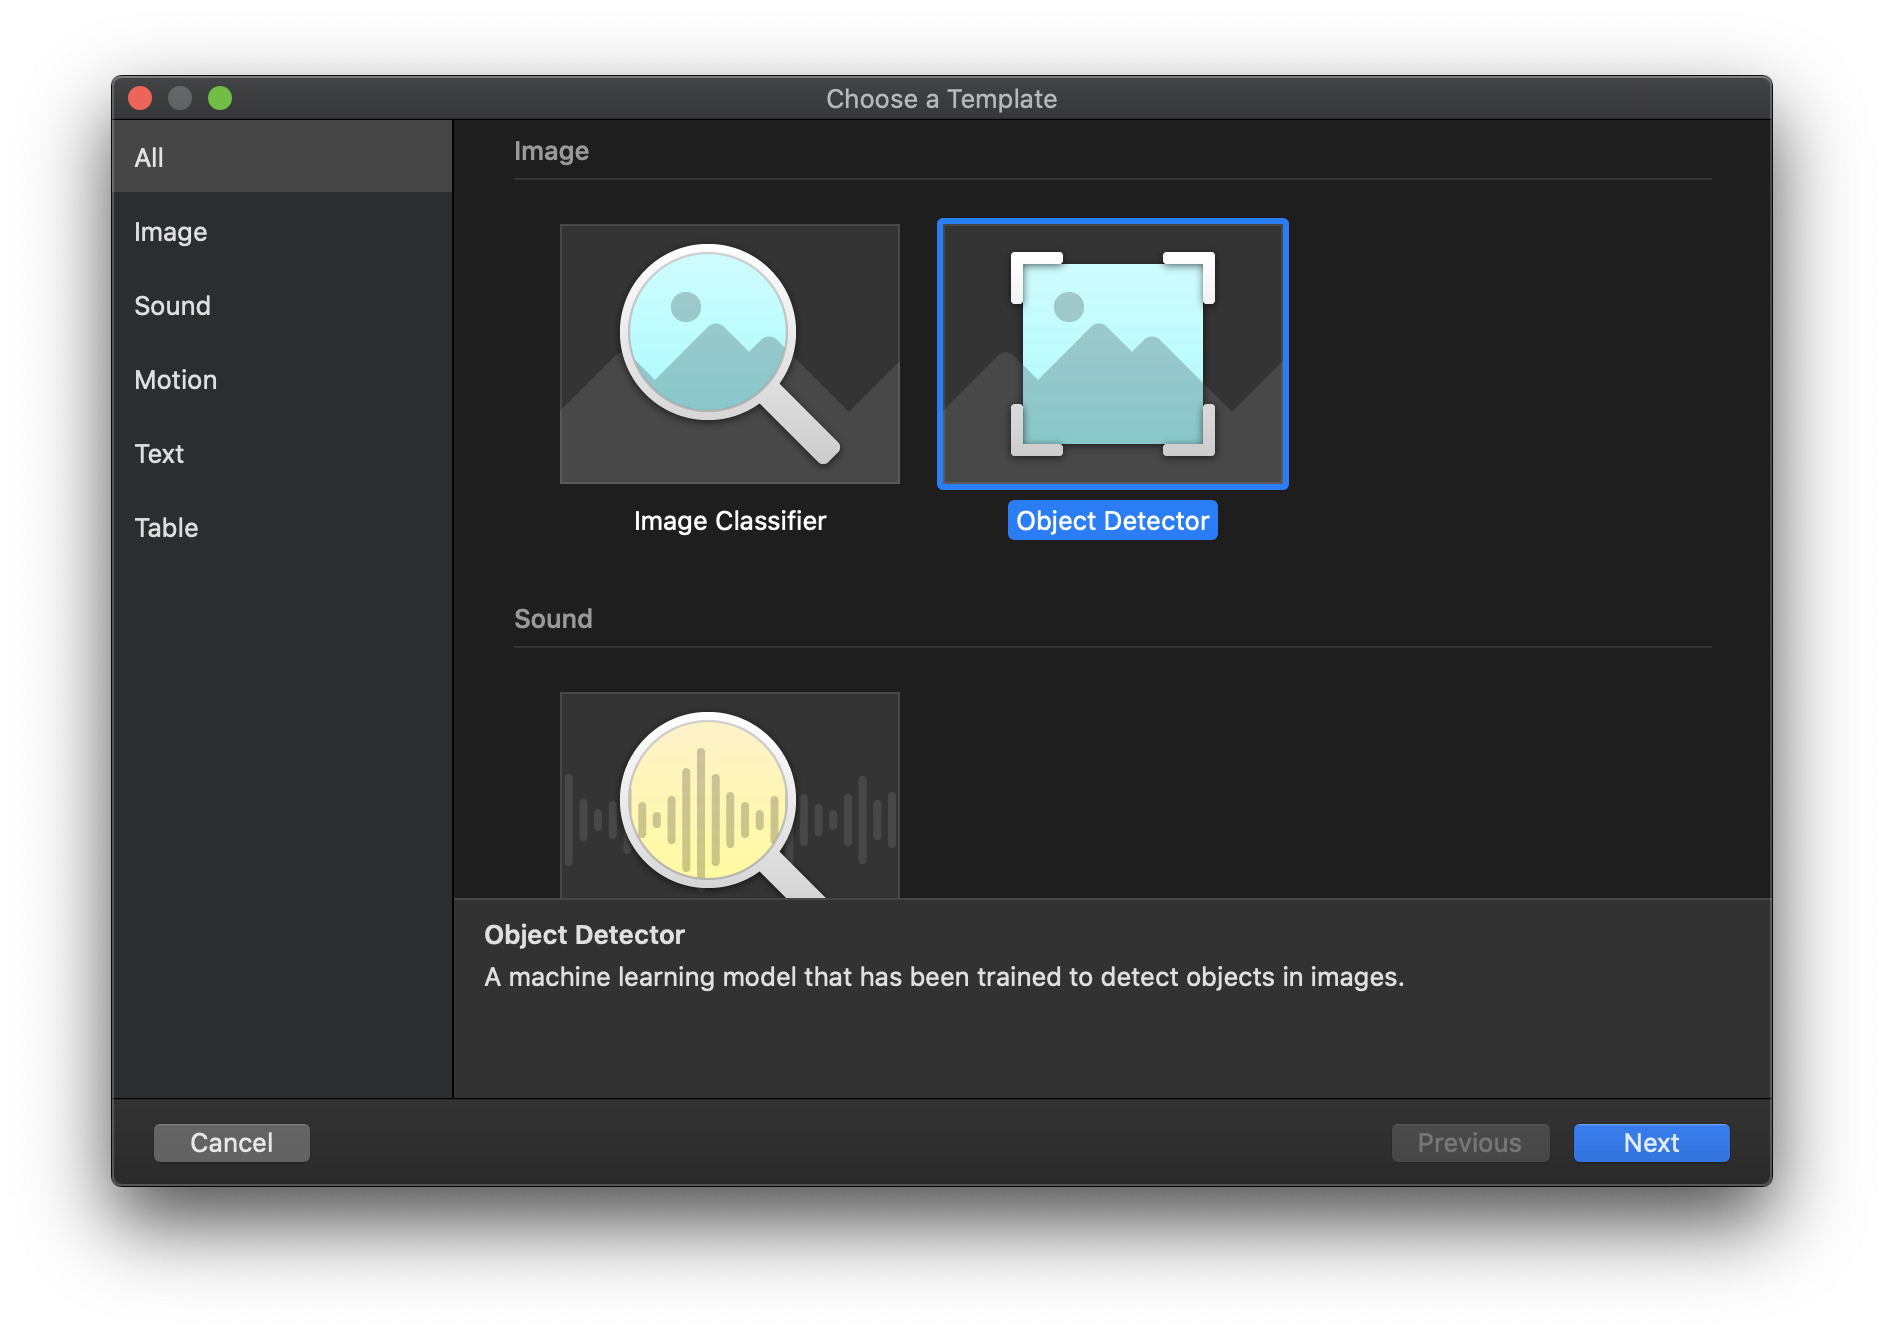 Choose a Template
All
Image
Sound
Motion
Text
Table
Image
Image Classifier
Object Detector
Sound
Object Detector
A machine learning model that has been trained to detect objects in images.
Cancel
Previous
Next